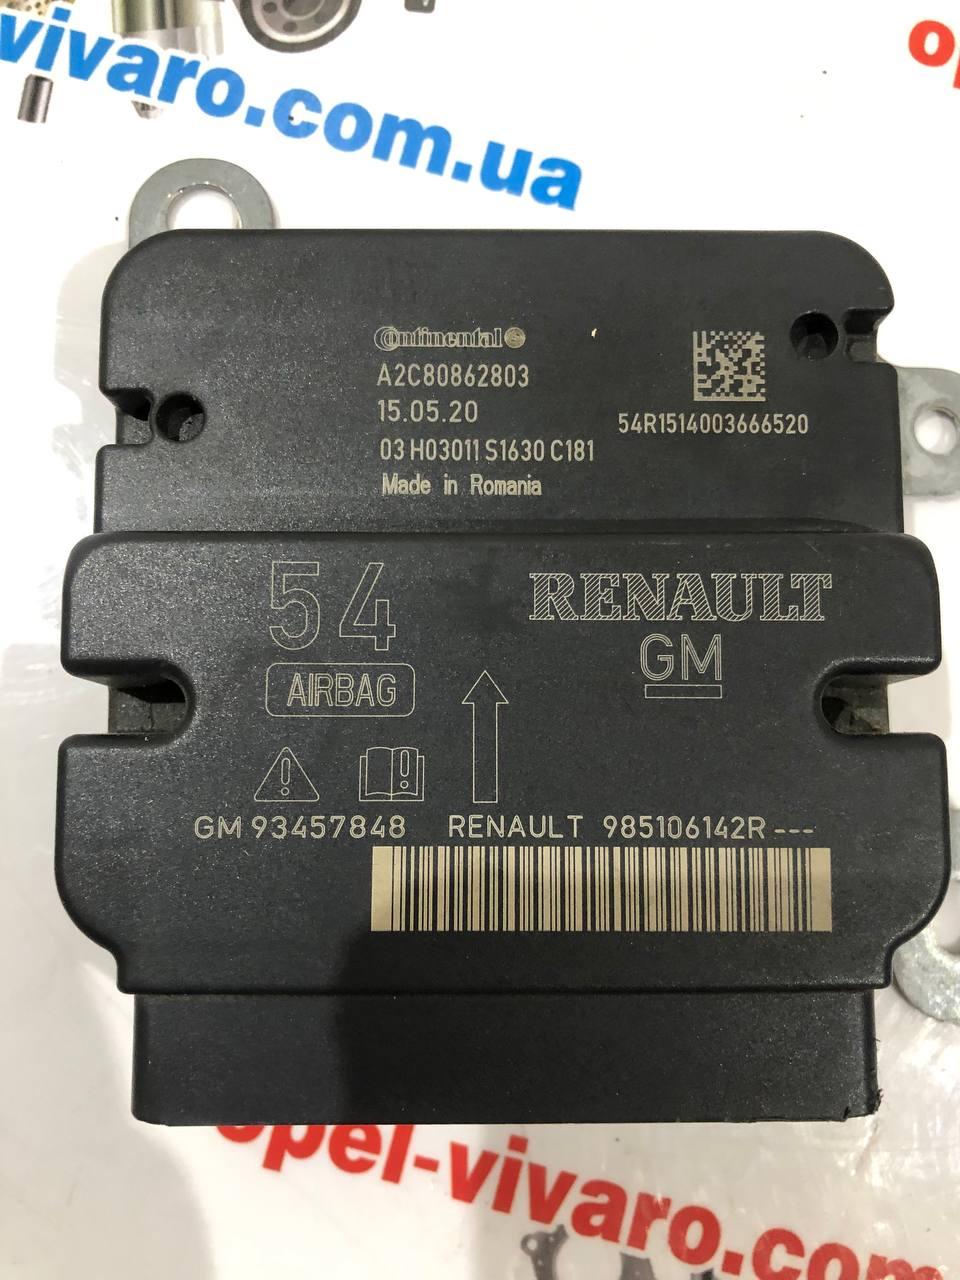 vivaro.com.ua
op
Continental
A2C80862803
15.05.20
54R1514003666520
03 H03011 S1630 C181
Made in Romania
54
RENAULT
GM
AIRBAG
GM 93457848 RENAULT 985106142R ---
opel-vivaro.com